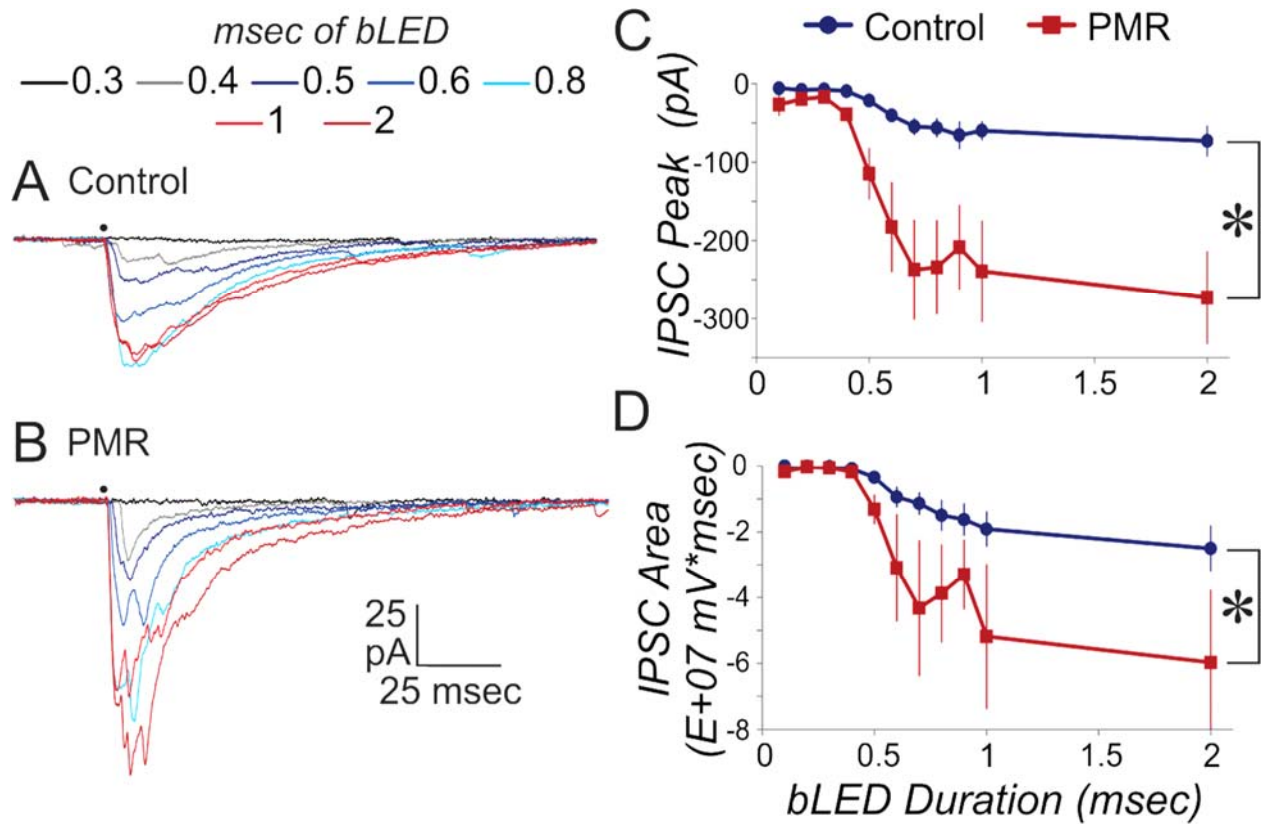 msec of bLED
0.3 0.4 0.5 0.6 0.8
1 2
A Control
B PMR
25
pA
25 msec
C Control PMR
IPSC Peak (pA)
0
-100
-200
-300
0 0.5 1 1.5 2
*
D
IPSC Area
(E+07 mV*msec)
0
-2
-4
-6
-8
0 0.5 1 1.5 2
*
bLED Duration (msec)